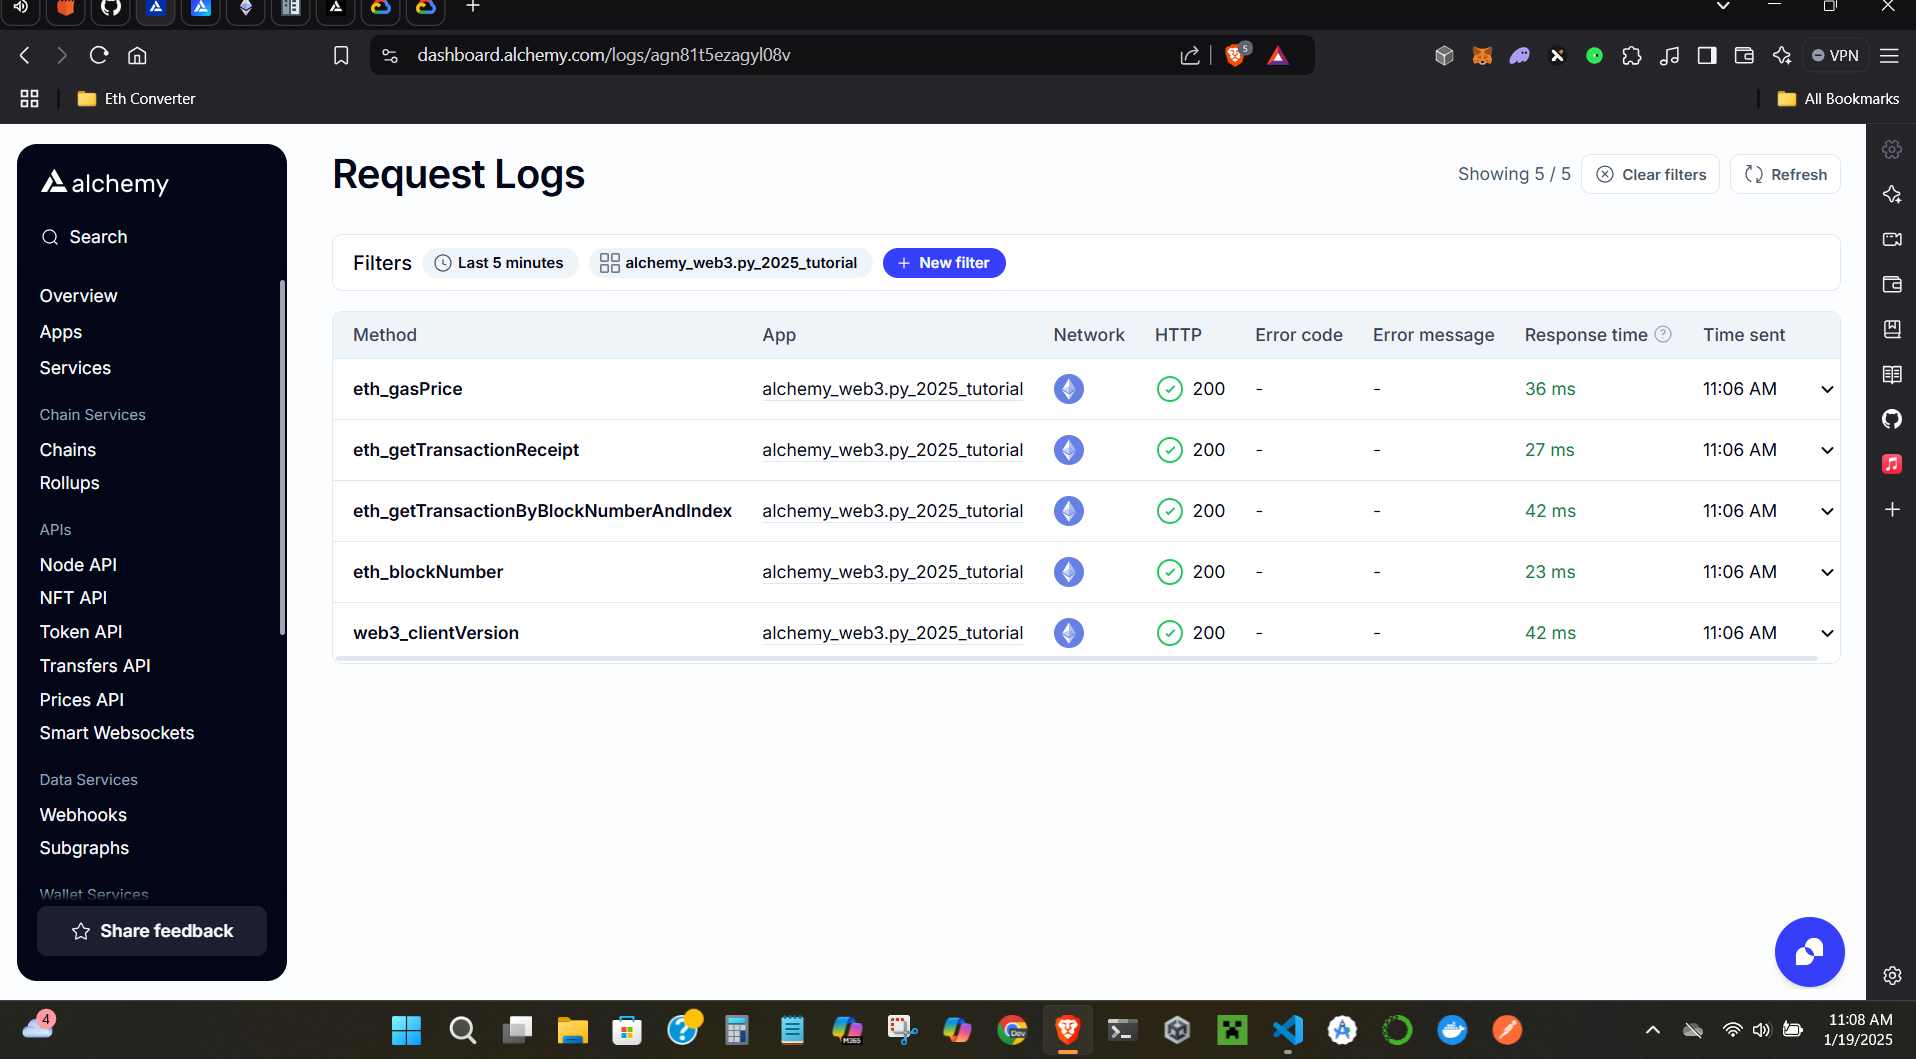 dashboard.alchemy.com/logs/agn81t5ezagyl08v
5
VPN
Eth Converter
All Bookmarks
alchemy
Search
Overview
Apps
Services
Chain Services
Chains
Rollups
APIs
Node API
NFT API
Token API
Transfers API
Prices API
Smart Websockets
Data Services
Webhooks
Subgraphs
Wallet Services
Share feedback
Request Logs
Showing 5 / 5
Clear filters
Refresh
Filters
Last 5 minutes
alchemy_web3.py_2025_tutorial
+ New filter
Method App Network HTTP Error code Error message Response time ? Time sent
eth_gasPrice alchemy_web3.py_2025_tutorial 200 - - 36 ms 11:06 AM
eth_getTransactionReceipt alchemy_web3.py_2025_tutorial 200 - - 27 ms 11:06 AM
eth_getTransactionByBlockNumberAndIndex alchemy_web3.py_2025_tutorial 200 - - 42 ms 11:06 AM
eth_blockNumber alchemy_web3.py_2025_tutorial 200 - - 23 ms 11:06 AM
web3_clientVersion alchemy_web3.py_2025_tutorial 200 - - 42 ms 11:06 AM
4
M365
Dev
11:08 AM
1/19/2025